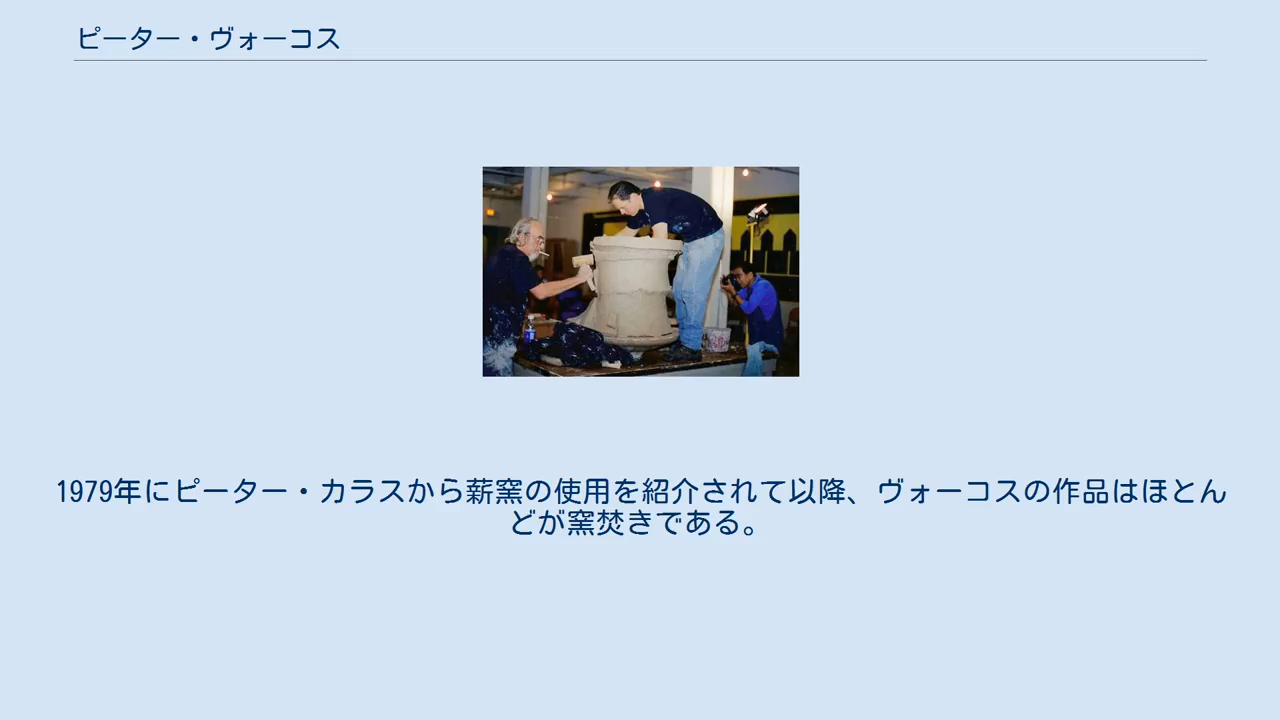 ピーター・ヴォーコス
1979年にピーター・カラスから薪窯の使用を紹介されて以降、ヴォーコスの作品はほとん
どが窯焚きである。